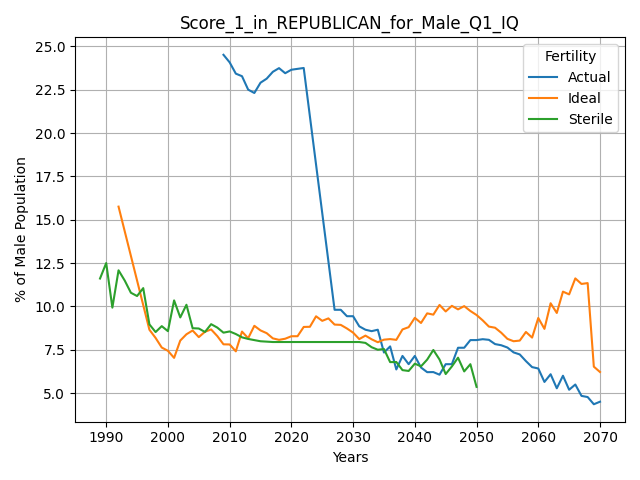 Score_1_in_REPUBLICAN_for_Male_Q1_IQ
Fertility
Actual
Ideal
Sterile
% of Male Population
25.0
22.5
20.0
17.5
15.0
12.5
10.0
7.5
5.0
1990 2000 2010 2020 2030 2040 2050 2060 2070
Years